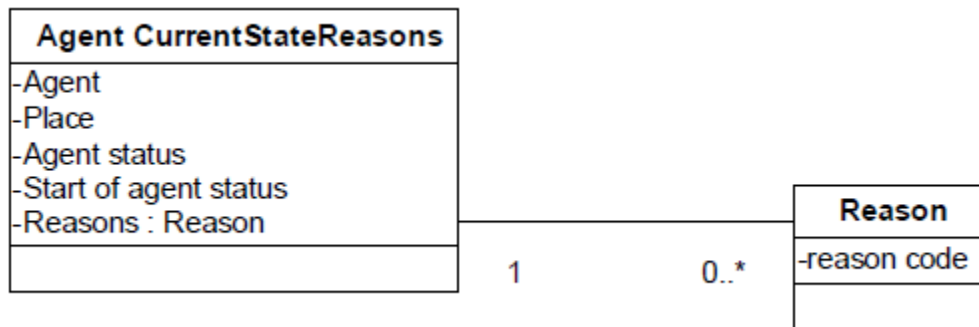 Agent CurrentStateReasons
-Agent
-Place
-Agent status
-Start of agent status
-Reasons : Reason
Reason
-reason code
1
0..*